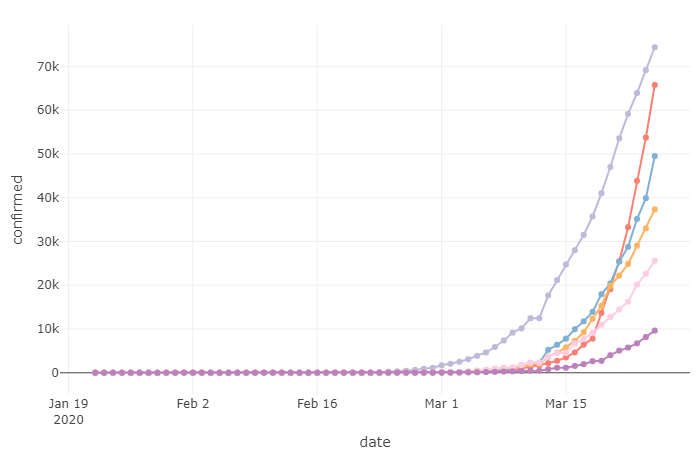 70k
60k
50k
40k
30k
20k
10k
0
confirmed
Jan 19
2020
Feb 2
Feb 16
Mar 1
Mar 15
date